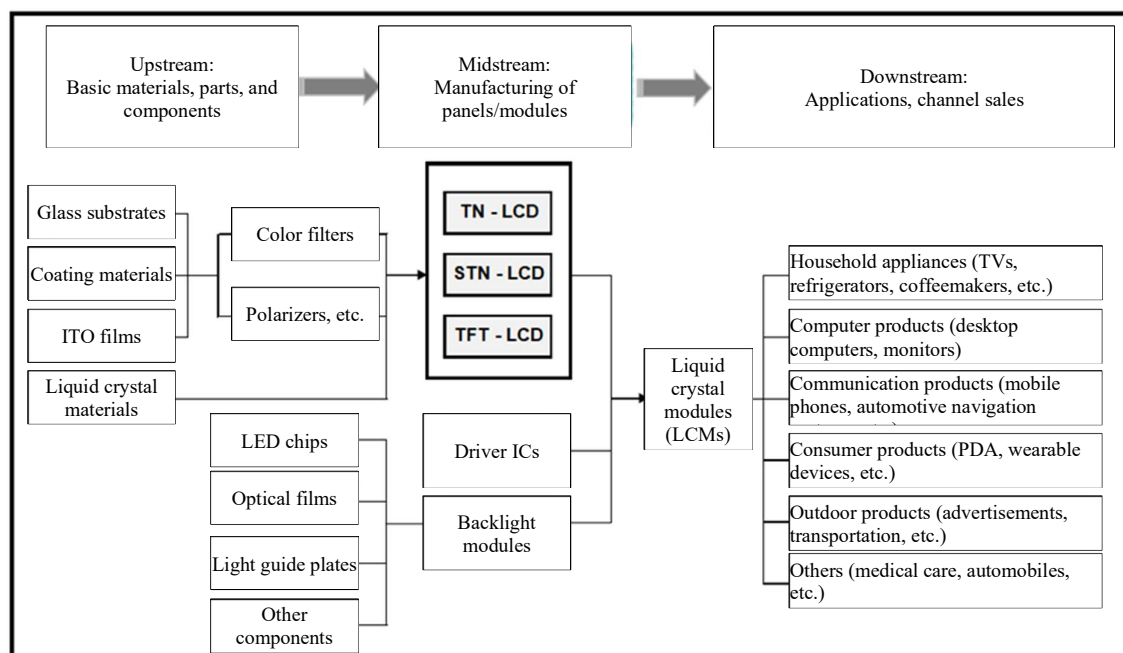 Upstream:
Basic materials, parts, and
components
Midstream:
Manufacturing of
panels/modules
Downstream:
Applications, channel sales
Glass substrates
Coating materials
ITO films
Liquid crystal
materials
Color filters
Polarizers, etc.
TN - LCD
STN - LCD
TFT - LCD
LED chips
Optical films
Light guide plates
Other
components
Driver ICs
Backlight
modules
Liquid
crystal
modules
(LCMs)
Household appliances (TVs,
refrigerators, coffeemakers, etc.)
Computer products (desktop
computers, monitors)
Communication products (mobile
phones, automotive navigation
Consumer products (PDA, wearable
devices, etc.)
Outdoor products (advertisements,
transportation, etc.)
Others (medical care, automobiles,
etc.)